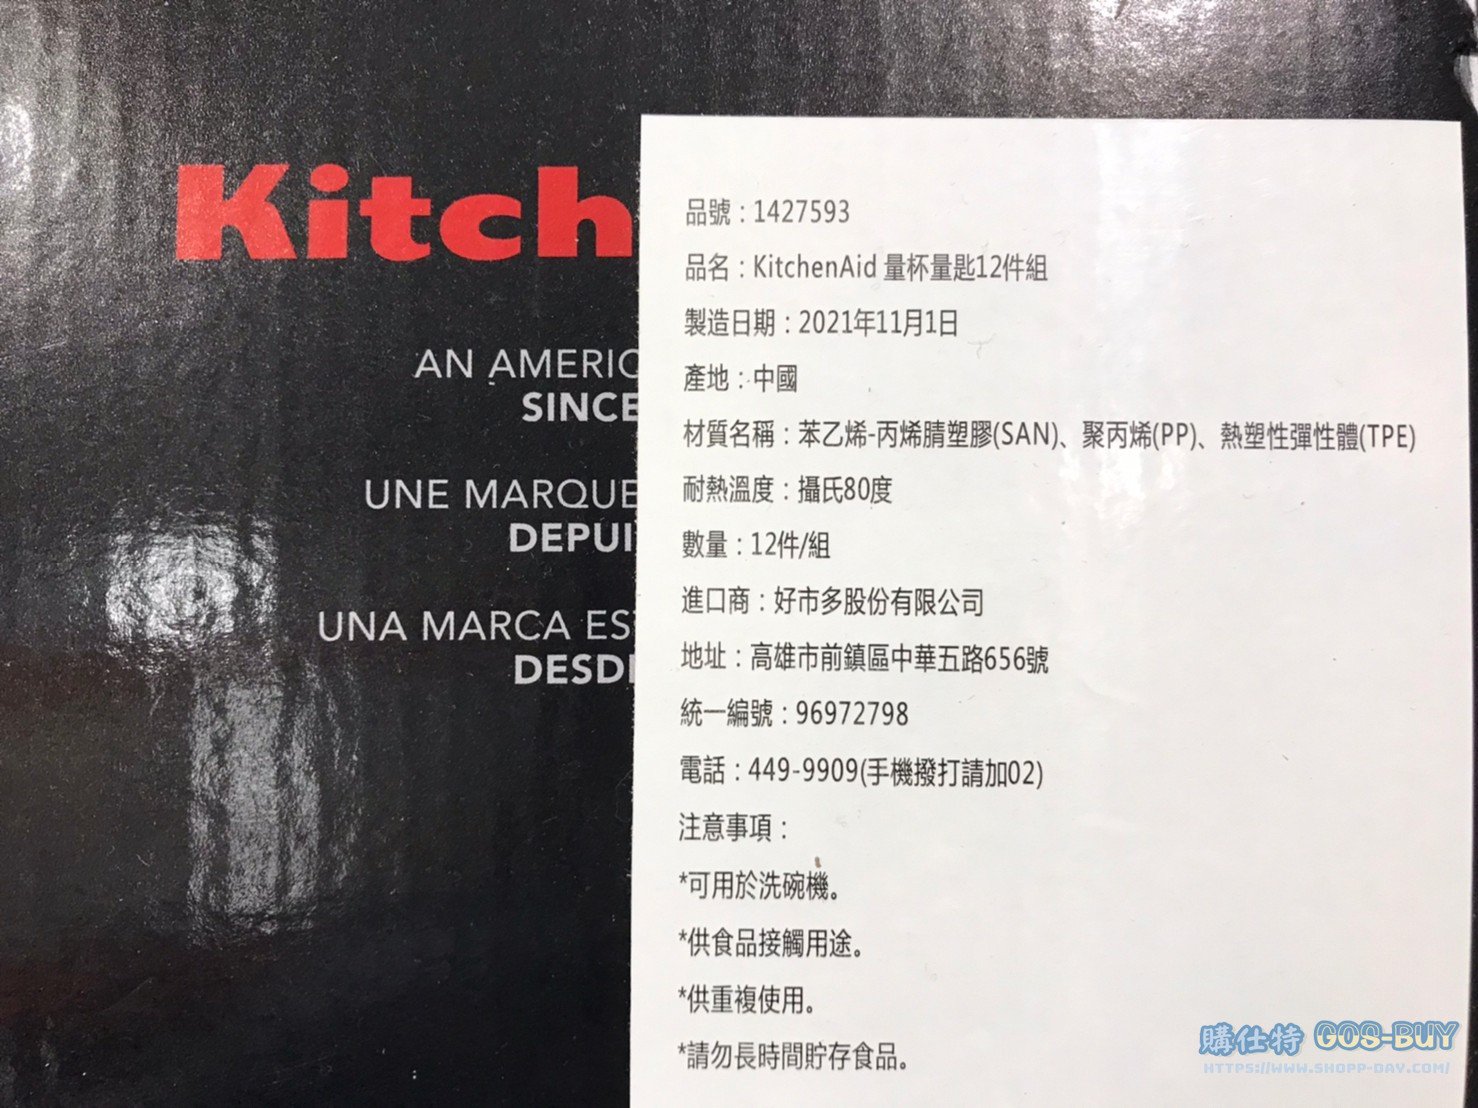 Kitch
AN AMERIC
SINCE
UNE MARQUE
DEPUI
UNA MARCA ES
DESD
品號：1427593
品名：KitchenAid 量杯量匙12件組
製造日期：2021年11月1日
產地：中國
材質名稱：苯乙烯-丙烯腈塑膠(SAN)、聚丙烯(PP)、熱塑性彈性體(TPE)
耐熱溫度：攝氏80度
數量：12件/組
進口商：好市多股份有限公司
地址：高雄市前鎮區中華五路656號
統一編號：96972798
電話：449-9909(手機撥打請加02)
注意事項：
*可用於洗碗機。
*供食品接觸用途。
*供重複使用。
*請勿長時間貯存食品。
購仕特 GOS-BUY
HTTPS://WWW.SHOPP-DAY.COM/